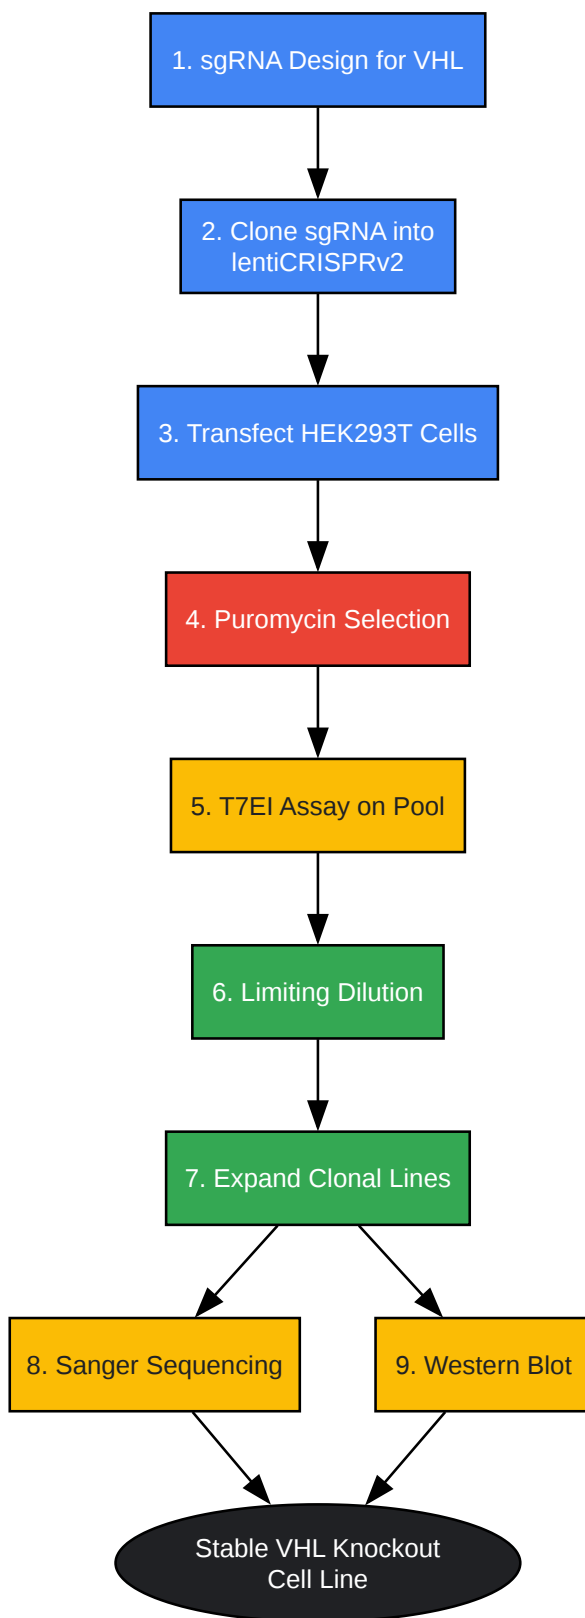 1. sgRNA Design for VHL
2. Clone sgRNA into
lentiCRISPRv2
3. Transfect HEK293T Cells
4. Puromycin Selection
5. T7EI Assay on Pool
6. Limiting Dilution
7. Expand Clonal Lines
8. Sanger Sequencing
9. Western Blot
Stable VHL Knockout
Cell Line